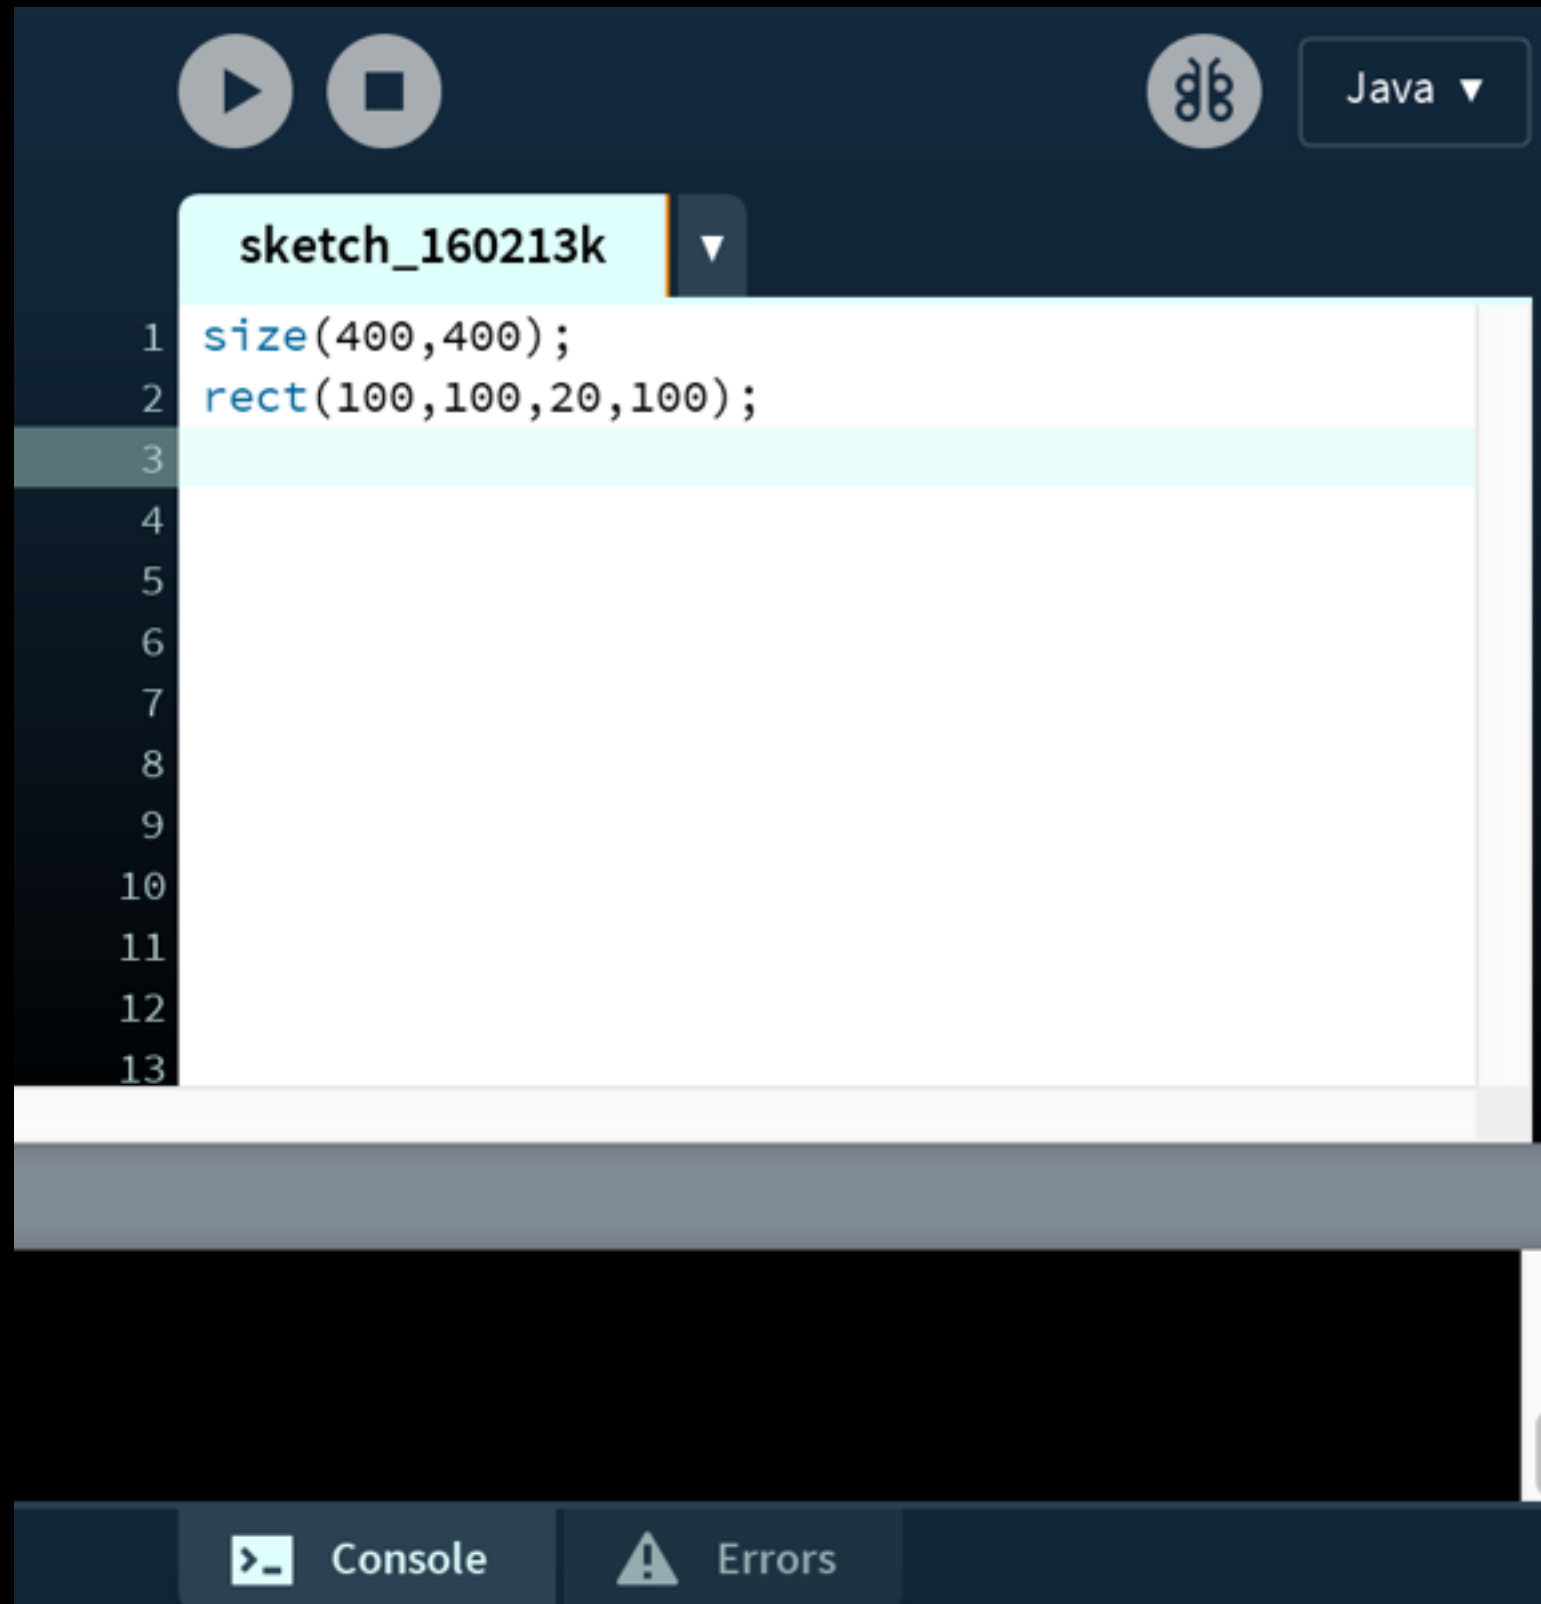 Java ▼
sketch_160213k ▼
1 size(400,400);
2 rect(100,100,20,100);
3
4
5
6
7
8
9
10
11
12
13
Console Errors